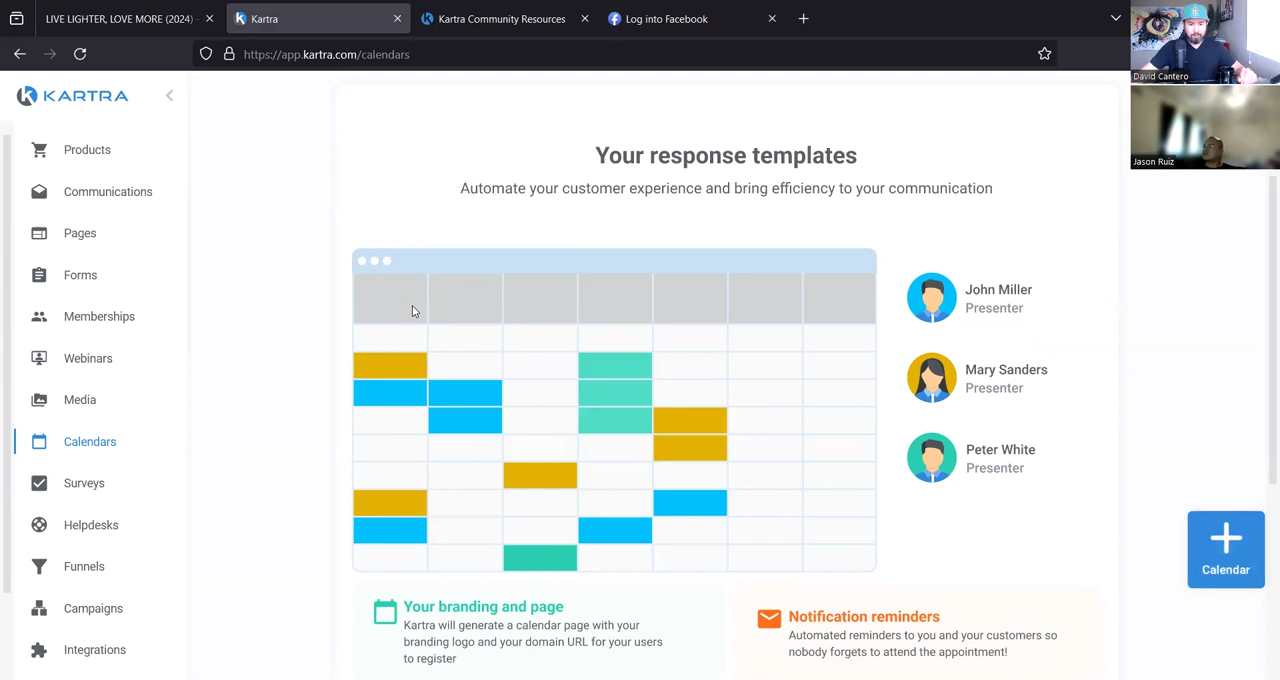 LIVE LIGHTER, LOVE MORE (2024) -
Kartra
Kartra Community Resources
Log into Facebook
https://app.kartra.com/calendars
David Cantero
Jason Ruiz
KARTRA
Products
Communications
Pages
Forms
Memberships
Webinars
Media
Calendars
Surveys
Helpdesks
Funnels
Campaigns
Integrations
Your response templates
Automate your customer experience and bring efficiency to your communication
John Miller
Presenter
Mary Sanders
Presenter
Peter White
Presenter
Calendar
Your branding and page
Kartra will generate a calendar page with your
branding logo and your domain URL for your users
to register
Notification reminders
Automated reminders to you and your customers so
nobody forgets to attend the appointment!